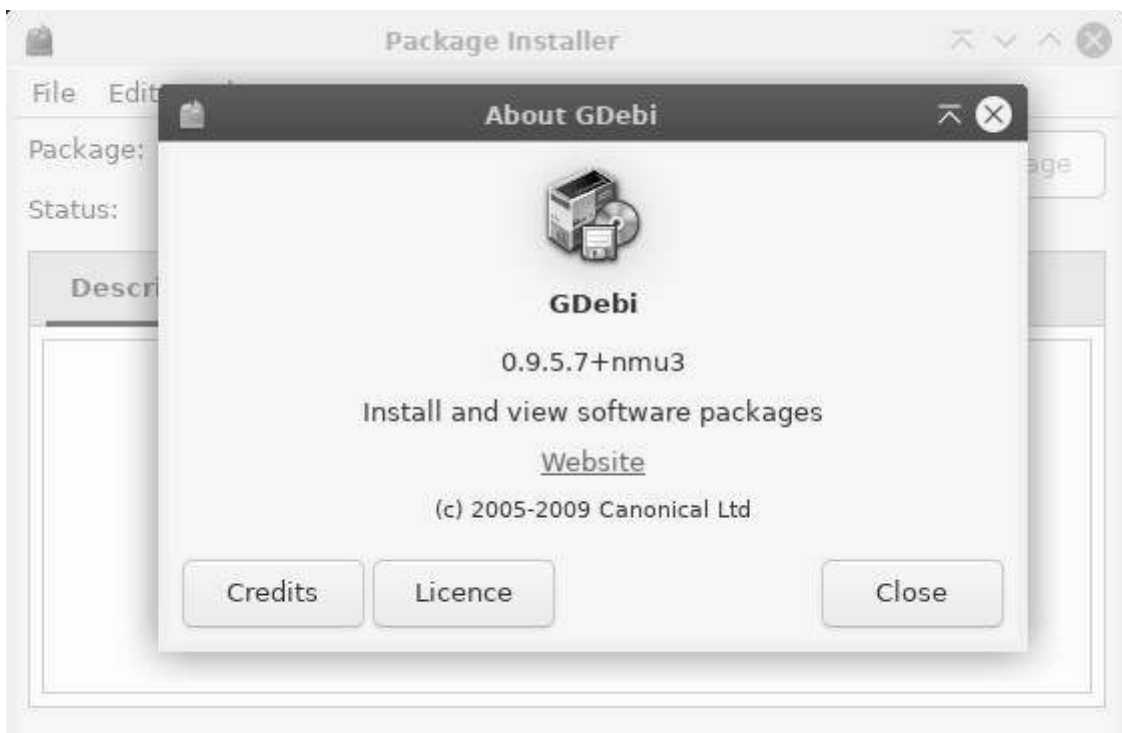 Package Installer
File Edit
About GDebi
Package:
Status:
GDebi
0.9.5.7+nmu3
Install and view software packages
Website
(c) 2005-2009 Canonical Ltd
Credits Licence Close